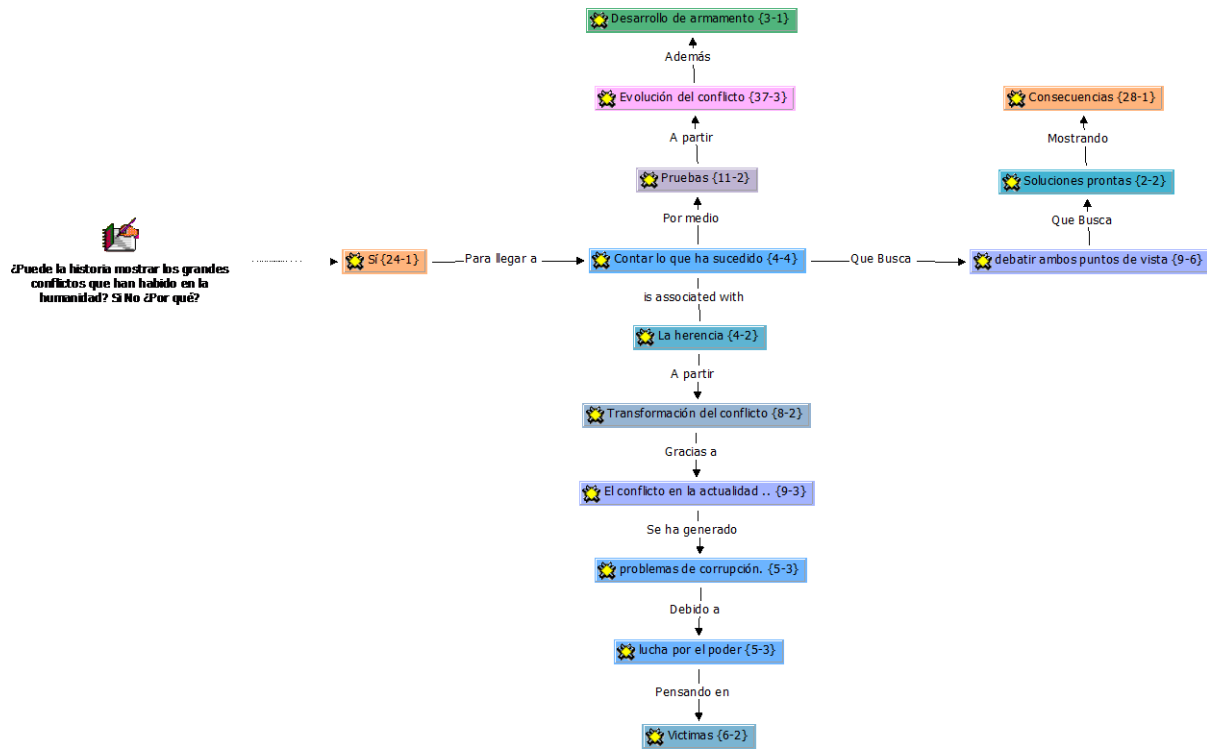 Desarrollo de armamento {3-1}
Además
Evolución del conflicto {37-3}
A partir
Pruebas {11-2}
Por medio
Consecuencias {28-1}
Mostrando
Soluciones prontas {2-2}
Que Busca
¿Puede la historia mostrar los grandes
conflictos que han habido en la
humanidad? Si No ¿Por qué?
Sí {24-1}
Para llegar a
Contar lo que ha sucedido {4-4}
Que Busca
debatir ambos puntos de vista {9-6}
is associated with
La herencia {4-2}
A partir
Transformación del conflicto {8-2}
Gracias a
El conflicto en la actualidad .. {9-3}
Se ha generado
problemas de corrupción. {5-3}
Debido a
lucha por el poder {5-3}
Pensando en
Victimas {6-2}